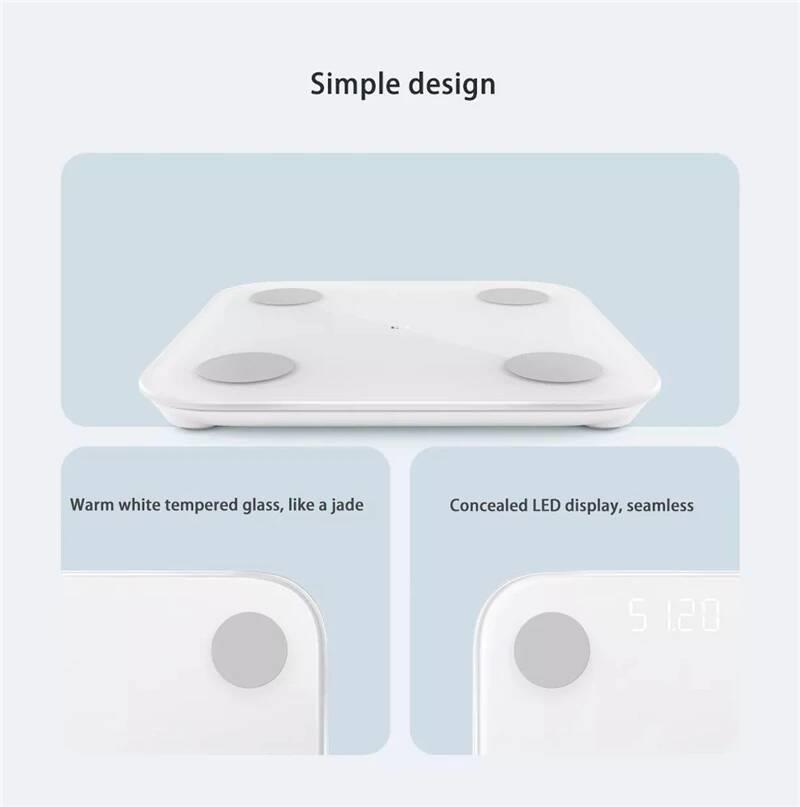 Simple design
Warm white tempered glass, like a jade
Concealed LED display, seamless
51.20